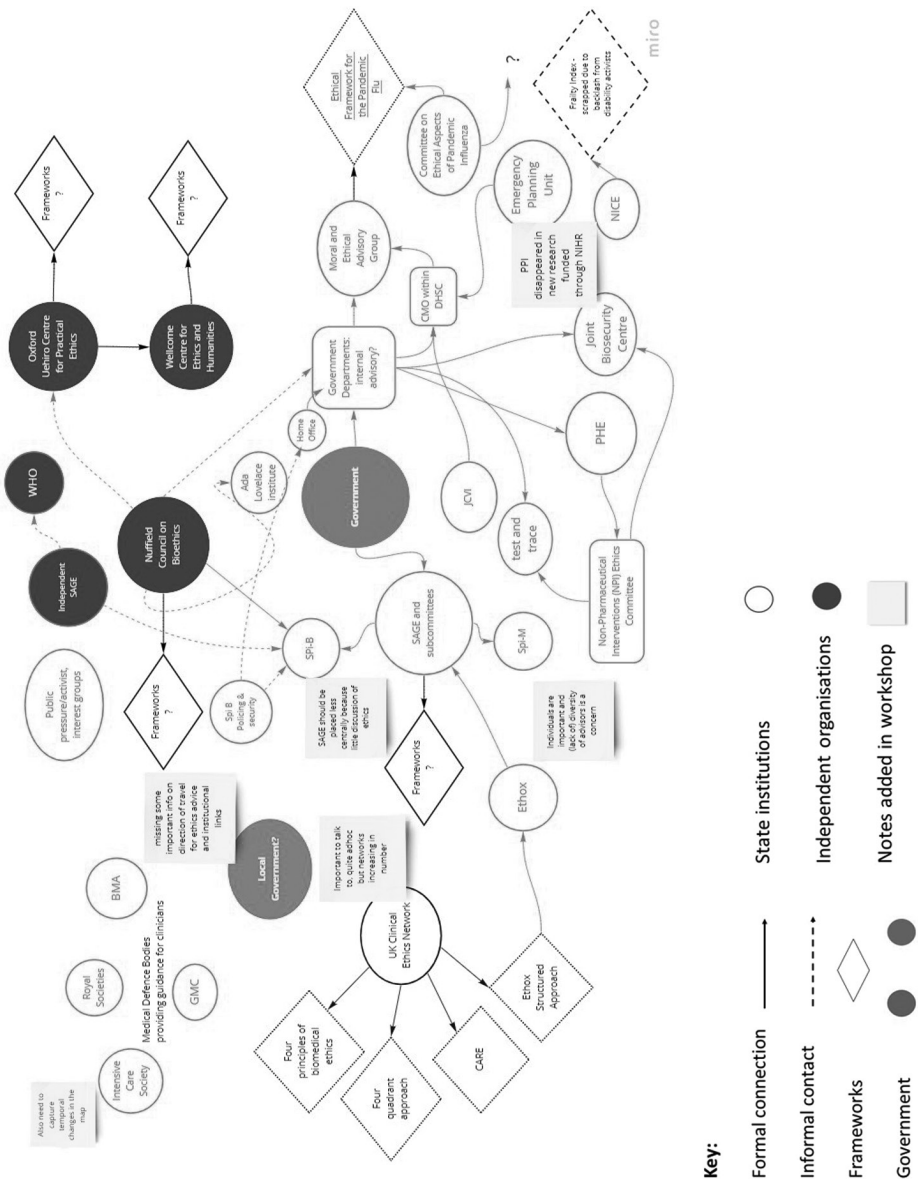 Also need to
capture
temporal
changes in the
map
Intensive
Care
Society
Royal
Societies
BMA
Medical Defence Bodies
providing guidance for clinicians
GMC
Public
pressure/activist,
interest groups
Independent
SAGE
WHO
Oxford
Uehiro Centre
for Practical
Ethics
Frameworks
?
Wellcome
Centre for
Ethics and
Humanities
Frameworks
?
Nuffield
Council on
Bioethics
missing some
important info on
direction of travel
for ethics advice
and institutional
links
Frameworks
?
Spi B
Policing &
security
SPI-B
Ada
Lovelace
institute
Home
Office
Local
Government?
Government
Government
Departments:
internal
advisory?
Moral and
Ethical
Advisory
Group
Ethical
Framework for
the Pandemic
Flu
Four
principles of
biomedical
ethics
Four
quadrant
approach
CARE
Ethox
Structured
Approach
UK Clinical
Ethics Network
Important to talk
to, quite adhoc
but networks
increasing in
number
SAGE should be
placed less
centrally because
little discussion of
ethics
SAGE and
subcommittees
Frameworks
?
Spi-M
JCVI
CMO within
DHSC
Committee on
Ethical Aspects
of Pandemic
Influenza
?
Emergency
Planning
Unit
PPI
disappeared in
new research
funded
through NIHR
NICE
Frailty Index -
scrapped due to
backlash from
disability activists
Ethox
Individuals are
important and
(lack of) diversity
of advisors is a
concern
test and
trace
PHE
Joint
Biosecurity
Centre
Non-Pharmaceutical
Interventions (NPI) Ethics
Committee
miro
Key:
Formal connection
State institutions
Informal contact
Independent organisations
Frameworks
Notes added in workshop
Government